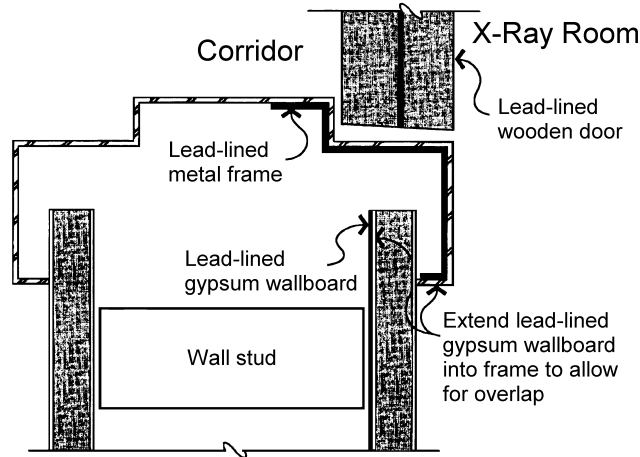 Corridor
X-Ray Room
Lead-lined
wooden door
Lead-lined
metal frame
Lead-lined
gypsum wallboard
Extend lead-lined
gypsum wallboard
into frame to allow
for overlap
Wall stud